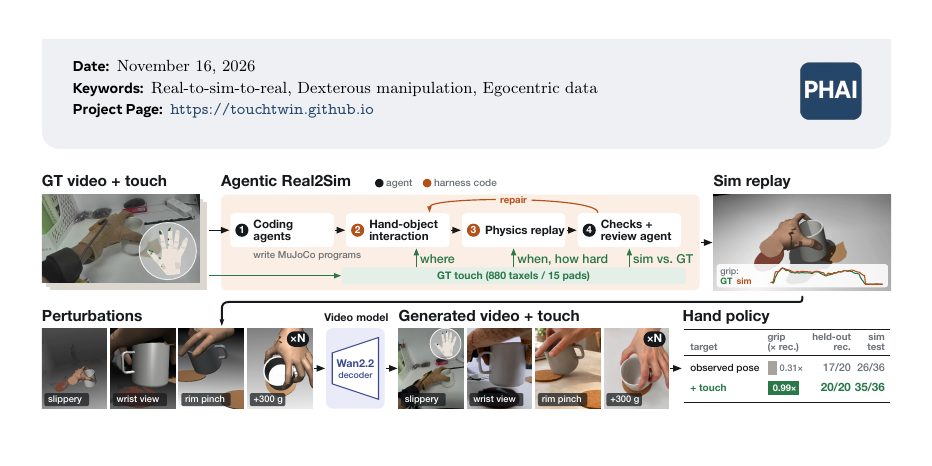 Date: November 16, 2026
Keywords: Real-to-sim-to-real, Dexterous manipulation, Egocentric data
Project Page: https://touchtwin.github.io
PHAI
GT video + touch
Agentic Real2Sim
agent
harness code
Sim replay
repair
1 Coding agents
2 Hand-object interaction
3 Physics replay
4 Checks + review agent
write MuJoCo programs
where
when, how hard
sim vs. GT
GT touch (880 taxels / 15 pads)
grip:
GT sim
Perturbations
Video model
Generated video + touch
Hand policy
×N
Wan2.2
decoder
×N
slippery
wrist view
rim pinch
+300 g
slippery
wrist view
rim pinch
+300 g
target
grip (× rec.)
held-out rec.
sim test
observed pose 0.31× 17/20 26/36
+ touch 0.99× 20/20 35/36